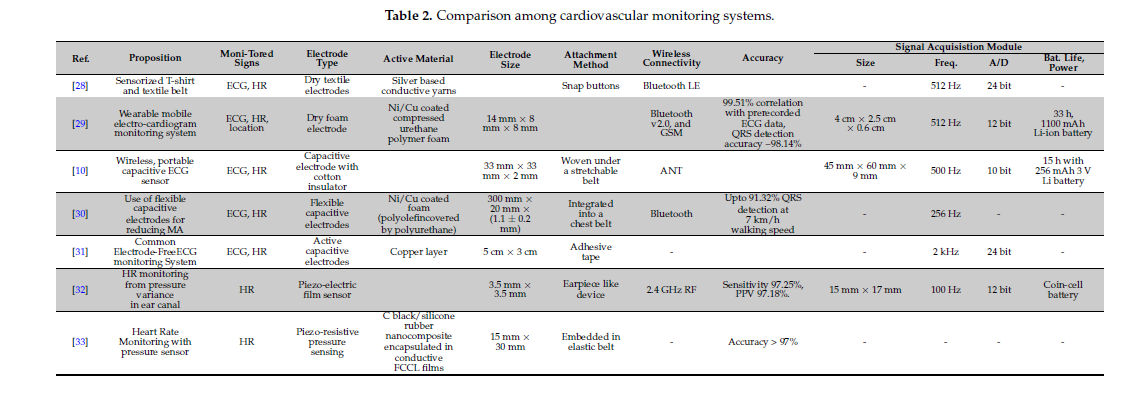 Table 2. Comparison among cardiovascular monitoring systems.
Ref. Proposition Moni-Tored Signs Electrode Type Active Material Electrode Size Attachment Method Wireless Connectivity Accuracy Signal Acquisistion Module
Size Freq. A/D Bat. Life, Power
[28] Sensorized T-shirt and textile belt ECG, HR Dry textile electrodes Silver based conductive yarns Snap buttons Bluetooth LE - 512 Hz 24 bit -
[29] Wearable mobile electro-cardiogram monitoring system ECG, HR, location Dry foam electrode Ni/Cu coated compressed urethane polymer foam 14 mm × 8 mm × 8 mm Bluetooth v2.0, and GSM 99.51% correlation with prerecorded ECG data, QRS detection accuracy ~98.14% 4 cm × 2.5 cm × 0.6 cm 512 Hz 12 bit 33 h, 1100 mAh Li-ion battery
[10] Wireless, portable capacitive ECG sensor ECG, HR Capacitive electrode with cotton insulator 33 mm × 33 mm × 2 mm Woven under a stretchable belt ANT 45 mm × 60 mm × 9 mm 500 Hz 10 bit 15 h with 256 mAh 3 V Li battery
[30] Use of flexible capacitive electrodes for reducing MA ECG, HR Flexible capacitive electrodes Ni/Cu coated foam (polyolefincovered by polyurethane) 300 mm × 20 mm × (1.1 ± 0.2 mm) Integrated into a chest belt Bluetooth Upto 91.32% QRS detection at 7 km/h walking speed - 256 Hz - -
[31] Common Electrode-FreeECG monitoring System ECG, HR Active capacitive electrodes Copper layer 5 cm × 3 cm Adhesive tape - - 2 kHz 24 bit -
[32] HR monitoring from pressure variance in ear canal HR Piezo-electric film sensor 3.5 mm × 3.5 mm Earpiece like device 2.4 GHz RF Sensitivity 97.25%, PPV 97.18%. 15 mm × 17 mm 100 Hz 12 bit Coin-cell battery
[33] Heart Rate Monitoring with pressure sensor HR Piezo-resistive pressure sensing C black/silicone rubber nanocomposite encapsulated in conductive FCCL films 15 mm × 30 mm Embedded in elastic belt - Accuracy > 97% - - - -